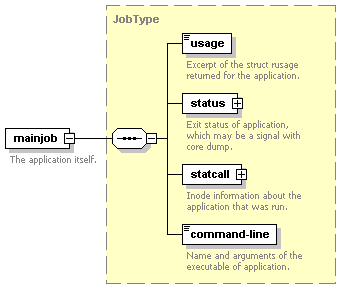 JobType
usage
Excerpt of the struct rusage
returned for the application.
status
Exit status of application,
which may be a signal with
core dump.
mainjob
The application itself.
statcall
Inode information about the
application that was run.
command-line
Name and arguments of the
executable of application.